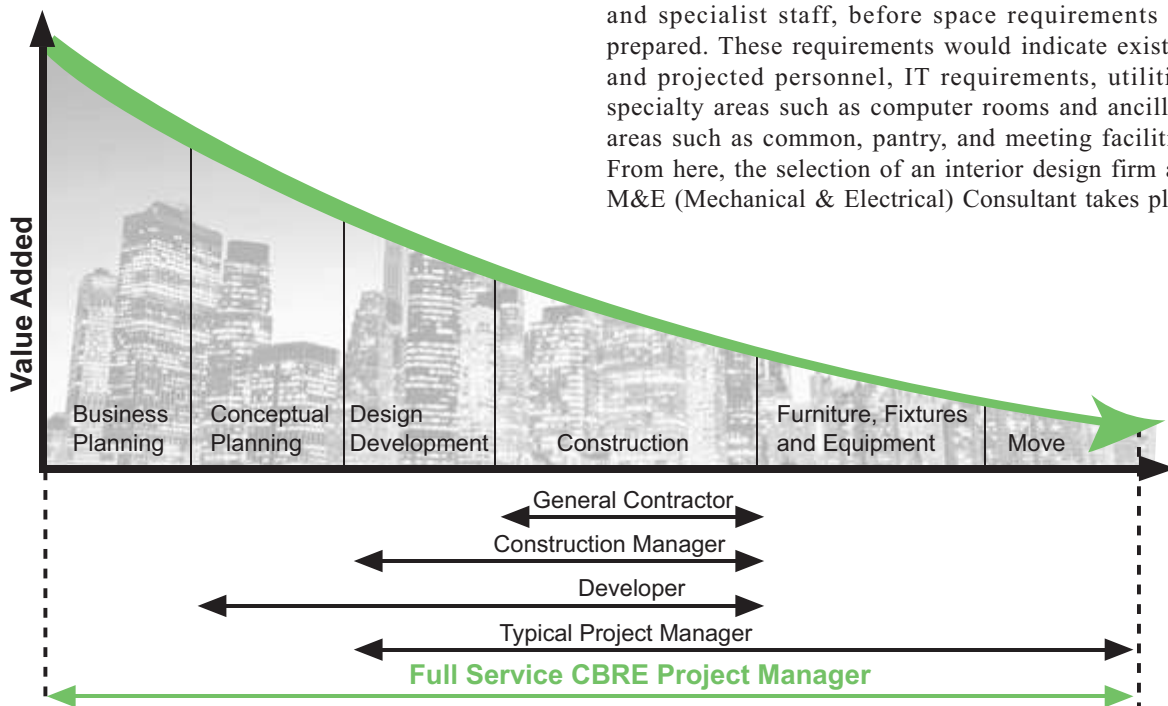 and specialist staff, before space requirements
prepared. These requirements would indicate exist
and projected personnel, IT requirements, utiliti
specialty areas such as computer rooms and ancill
areas such as common, pantry, and meeting faciliti
From here, the selection of an interior design firm a
M&E (Mechanical & Electrical) Consultant takes pl
Value Added
Business
Planning
Conceptual
Planning
Design
Development
Construction
Furniture, Fixtures
and Equipment
Move
General Contractor
Construction Manager
Developer
Typical Project Manager
Full Service CBRE Project Manager